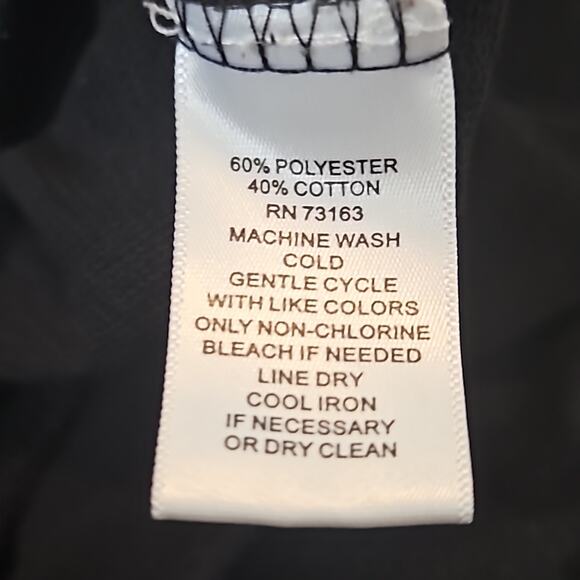 60% POLYESTER
40% COTTON
RN 73163
MACHINE WASH
COLD
GENTLE CYCLE
WITH LIKE COLORS
ONLY NON-CHLORINE
BLEACH IF NEEDED
LINE DRY
COOL IRON
IF NECESSARY
OR DRY CLEAN